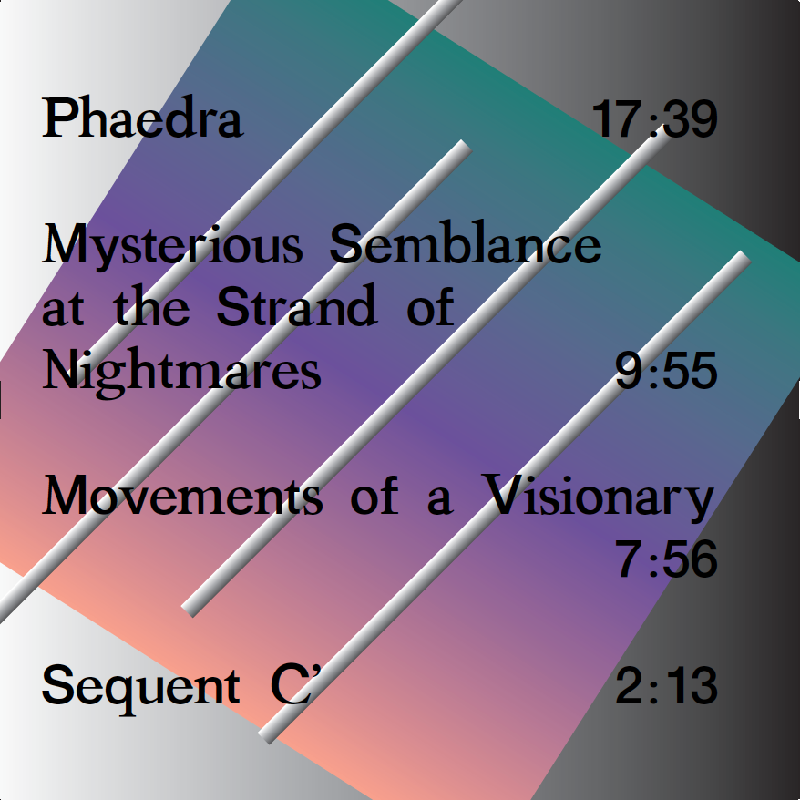 Phaedra 17:39
Mysterious Semblance
at the Strand of
Nightmares 9:55
Movements of a Visionary
7:56
Sequent C’ 2:13